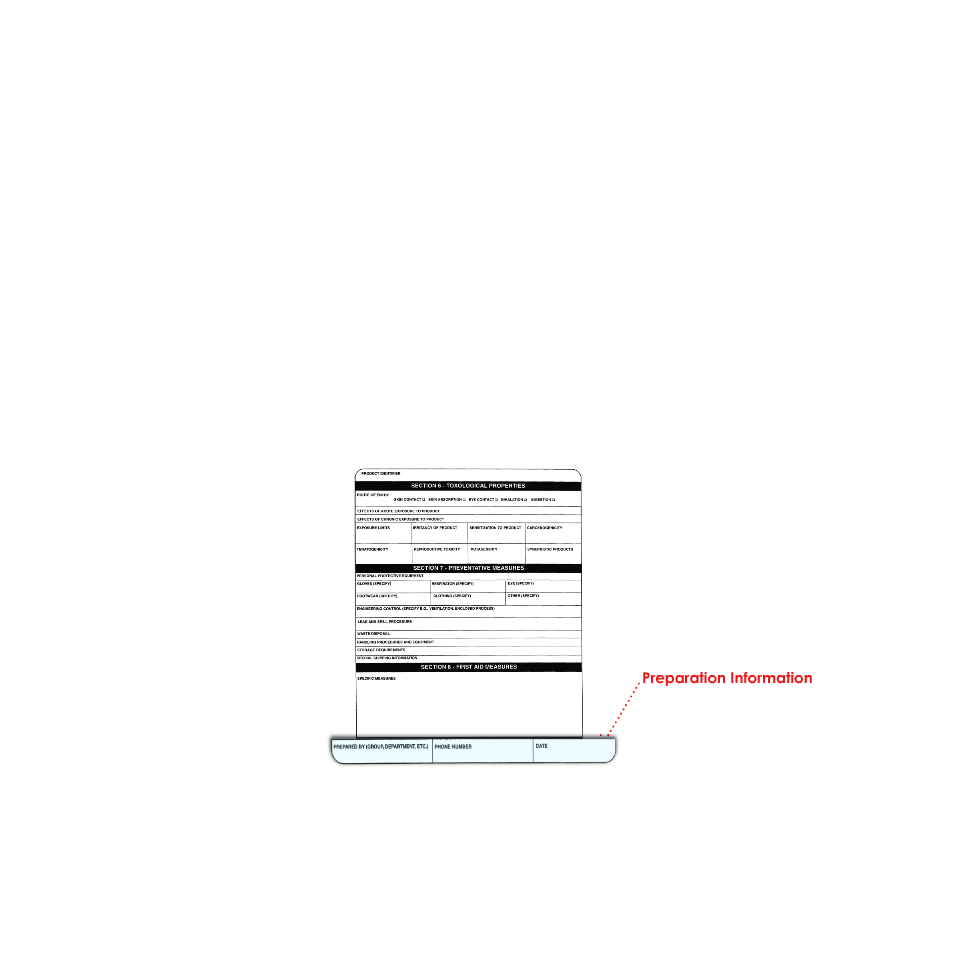 PRODUCT IDENTIFIER
SECTION 6 - TOXOLOGICAL PROPERTIES
ROUTE OF ENTRY
SKIN CONTACT ❑ SKIN ABSORPTION ❑ EYE CONTACT ❑ INHALATION ❑ INGESTION ❑
EFFECTS OF ACUTE EXPOSURE TO PRODUCT
EFFECTS OF CHRONIC EXPOSURE TO PRODUCT
EXPOSURE LIMITS IRRITANCY OF PRODUCT SENSITIZATION TO PRODUCT CARCENOGENICITY
TERATOGENICITY REPRODUCTIVE TOXICITY MUTAGENICITY SYNERGISTIC PRODUCTS
SECTION 7 - PREVENTATIVE MEASURES
PERSONAL PROTECTIVE EQUIPMENT
GLOVES (SPECIFY) RESPIRATOR (SPECIFY) EYE (SPECIFY)
FOOTWEAR (SPECIFY) CLOTHING (SPECIFY) OTHER (SPECIFY)
ENGINEERING CONTROL (SPECIFY E.G., VENTILATION, ENCLOSED PROCESS)
LEAK AND SPILL PROCEDURE
WASTE DISPOSAL
HANDLING PROCEDURES AND EQUIPMENT
STORAGE REQUIREMENTS
SPECIAL SHIPPING INFORMATION
SECTION 8 - FIRST AID MEASURES
SPECIFIC MEASURES
Preparation Information
PREPARED BY (GROUP, DEPARTMENT, ETC.) PHONE NUMBER DATE